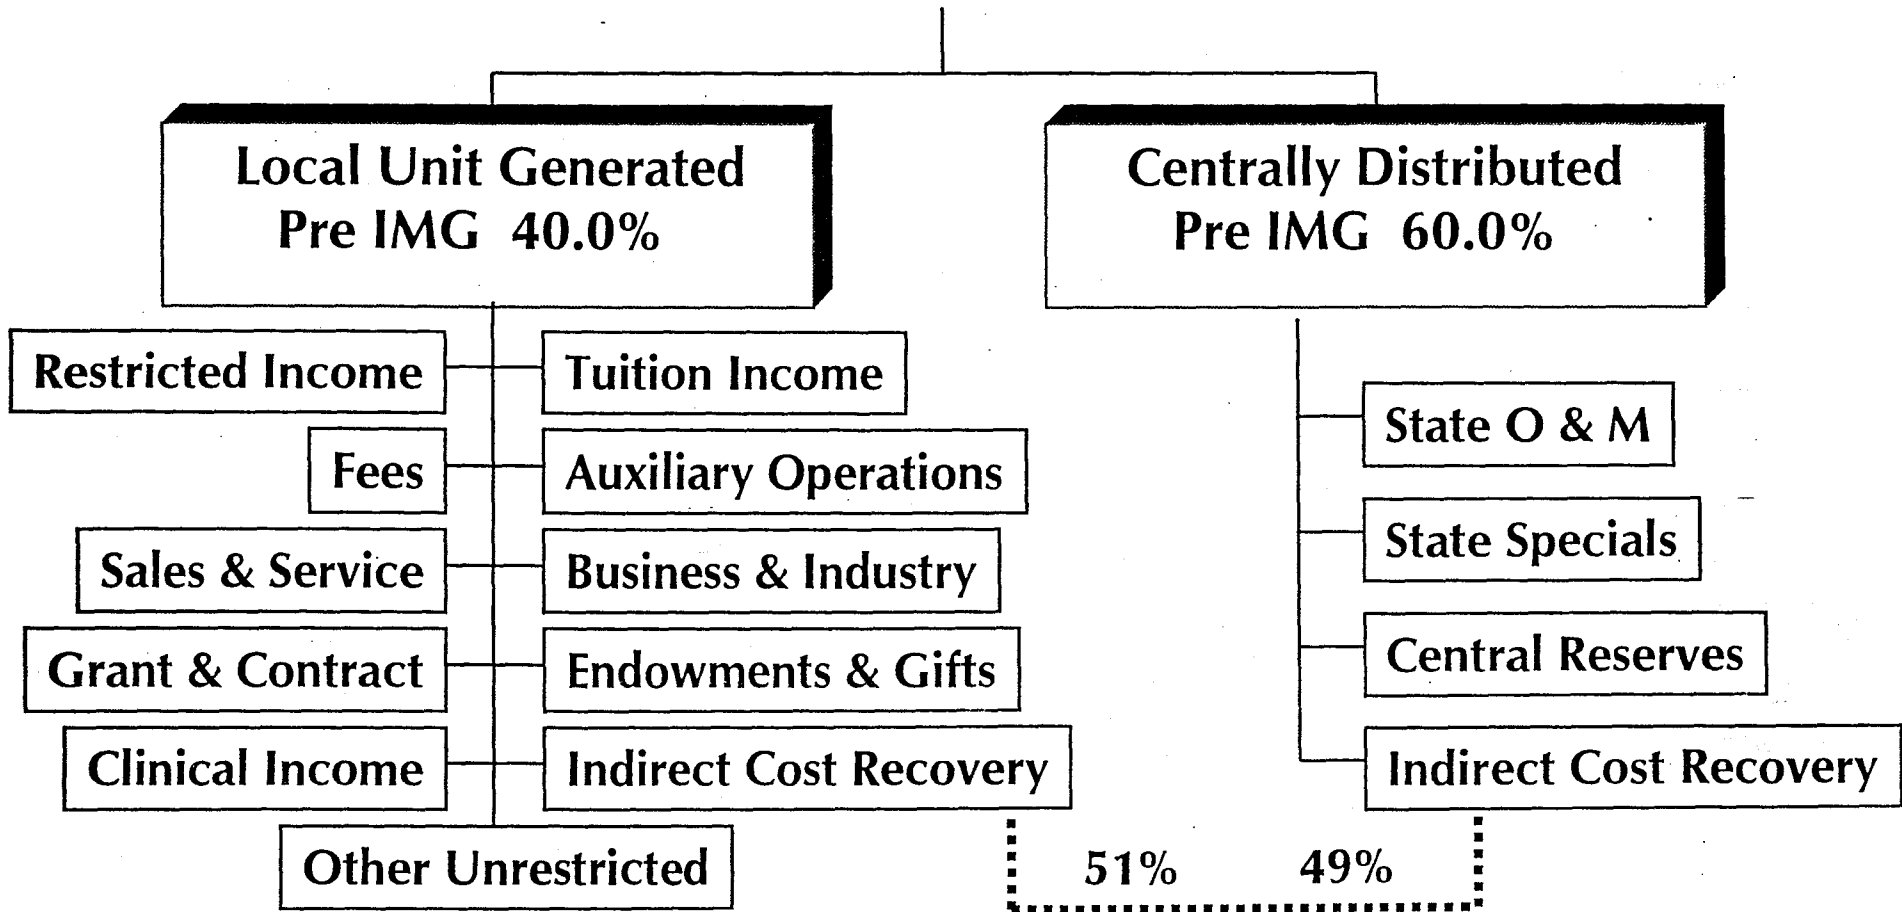 Local Unit Generated
Pre IMG 40.0%
Centrally Distributed
Pre IMG 60.0%
Restricted Income
Tuition Income
Fees
Auxiliary Operations
Sales & Service
Business & Industry
Grant & Contract
Endowments & Gifts
Clinical Income
Indirect Cost Recovery
Other Unrestricted
State O & M
State Specials
Central Reserves
Indirect Cost Recovery
51% 49%